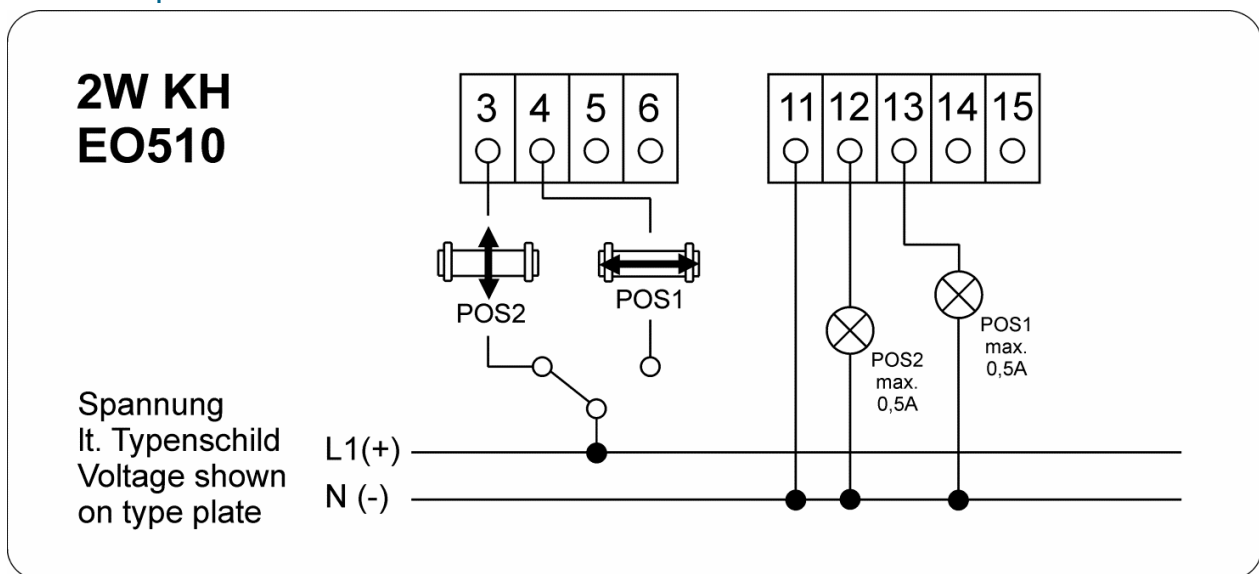 2W KH
EO510
3 4 5 6
11 12 13 14 15
POS2
POS1
POS2
max.
0,5A
POS1
max.
0,5A
Spannung
lt. Typenschild
Voltage shown
on type plate
L1(+)
N (-)